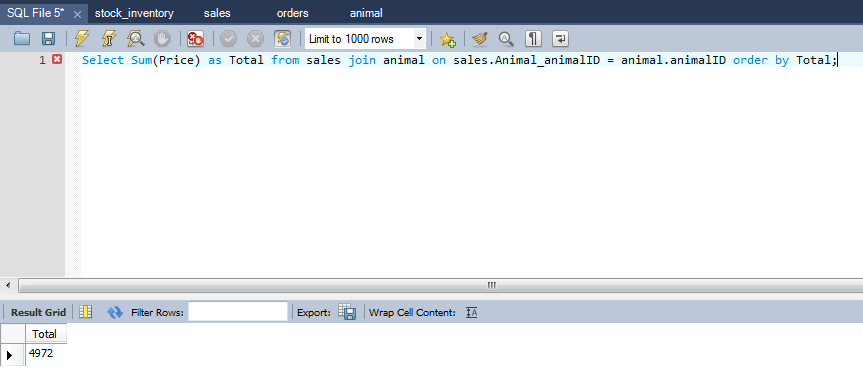 SQL File 5* stock_inventory sales orders animal
Limit to 1000 rows
1 Select Sum(Price) as Total from sales join animal on sales.Animal_animalID = animal.animalID order by Total;
Result Grid Filter Rows: Export: Wrap Cell Content:
Total
4972